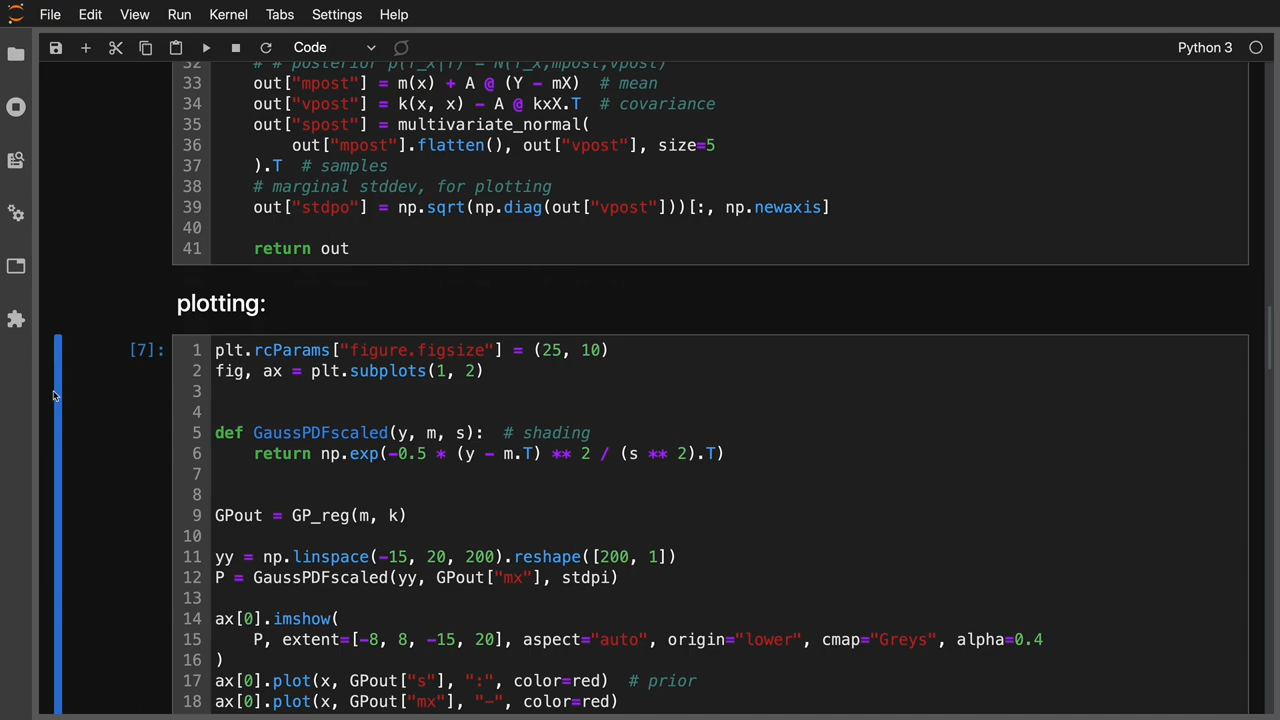 File Edit View Run Kernel Tabs Settings Help
Code Python 3
32 # # posterior p(f_x|Y) = N(f_x,mpost,vpost)
33 out["mpost"] = m(x) + A @ (Y - mX) # mean
34 out["vpost"] = k(x, x) - A @ kxX.T # covariance
35 out["spost"] = multivariate_normal(
36 out["mpost"].flatten(), out["vpost"], size=5
37 ).T # samples
38 # marginal stddev, for plotting
39 out["stdpo"] = np.sqrt(np.diag(out["vpost"]))[:, np.newaxis]
40
41 return out
plotting:
[7]: 1 plt.rcParams["figure.figsize"] = (25, 10)
2 fig, ax = plt.subplots(1, 2)
3
4
5 def GaussPDFscaled(y, m, s): # shading
6 return np.exp(-0.5 * (y - m.T) ** 2 / (s ** 2).T)
7
8
9 GPout = GP_reg(m, k)
10
11 yy = np.linspace(-15, 20, 200).reshape([200, 1])
12 P = GaussPDFscaled(yy, GPout["mx"], stdpi)
13
14 ax[0].imshow(
15 P, extent=[-8, 8, -15, 20], aspect="auto", origin="lower", cmap="Greys", alpha=0.4
16 )
17 ax[0].plot(x, GPout["s"], ":", color=red) # prior
18 ax[0].plot(x, GPout["mx"], "-", color=red)